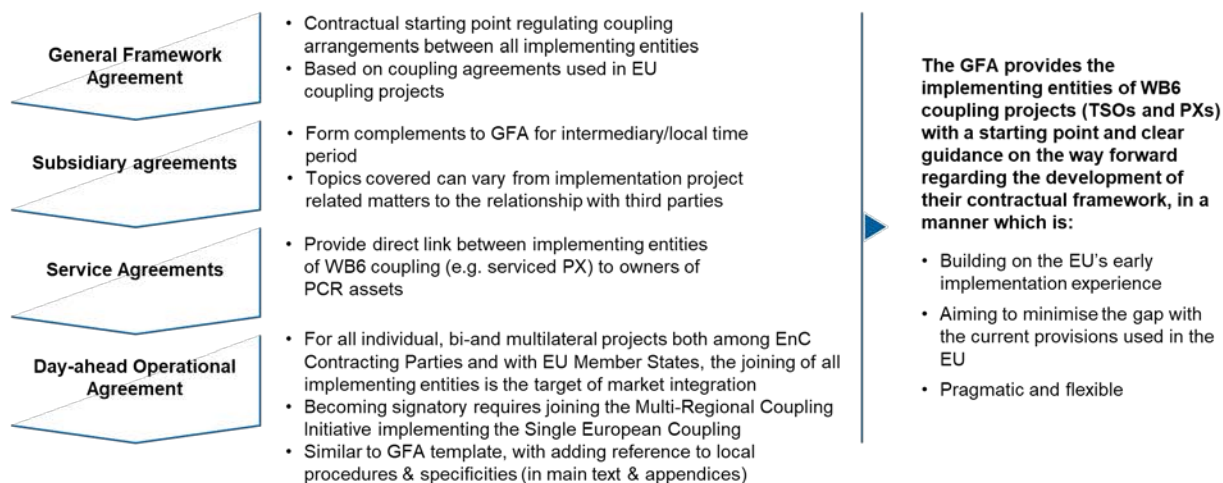 General Framework
Agreement
• Contractual starting point regulating coupling
arrangements between all implementing entities
• Based on coupling agreements used in EU
coupling projects
Subsidiary agreements
• Form complements to GFA for intermediary/local time
period
• Topics covered can vary from implementation project
related matters to the relationship with third parties
Service Agreements
• Provide direct link between implementing entities
of WB6 coupling (e.g. serviced PX) to owners of
PCR assets
Day-ahead Operational
Agreement
• For all individual, bi-and multilateral projects both among EnC
Contracting Parties and with EU Member States, the joining of all
implementing entities is the target of market integration
• Becoming signatory requires joining the Multi-Regional Coupling
Initiative implementing the Single European Coupling
• Similar to GFA template, with adding reference to local
procedures & specificities (in main text & appendices)
The GFA provides the
implementing entities of WB6
coupling projects (TSOs and PXs)
with a starting point and clear
guidance on the way forward
regarding the development of
their contractual framework, in a
manner which is:
• Building on the EU's early
implementation experience
• Aiming to minimise the gap with
the current provisions used in the
EU
• Pragmatic and flexible